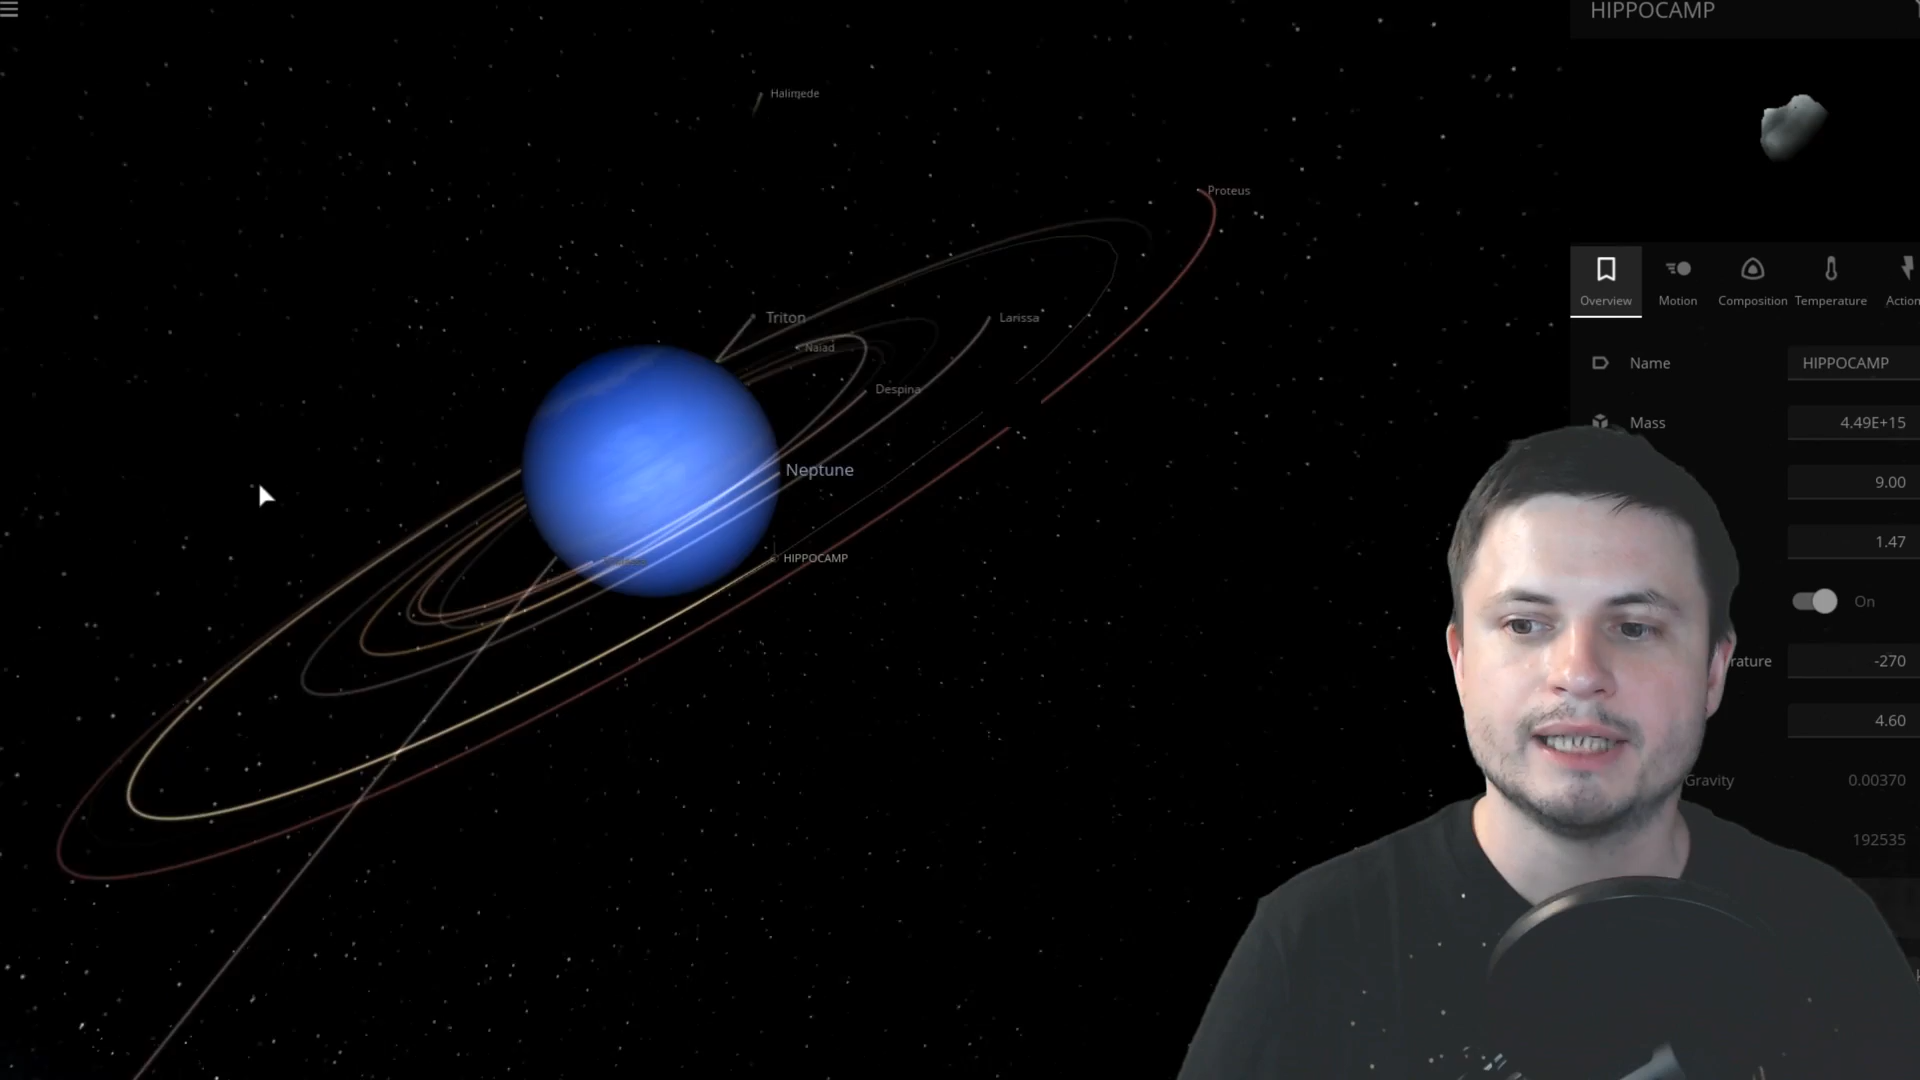 HIPPOCAMP
Halimede
Proteus
Triton
Larissa
Naiad
Despina
Neptune
HIPPOCAMP
Overview
Motion
Composition
Temperature
Action
Name
HIPPOCAMP
Mass
4.49E+15
9.00
1.47
On
rature
-270
4.60
Gravity
0.00370
192535